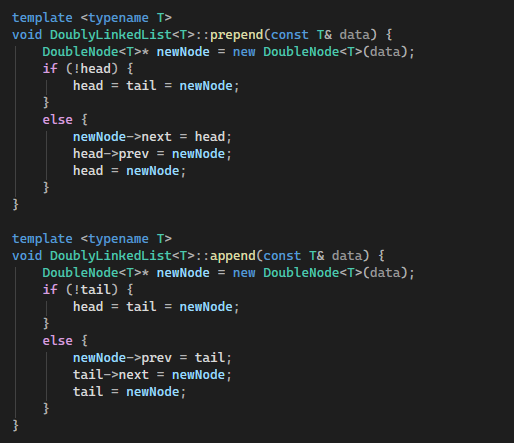 template <typename T>
void DoublyLinkedList<T>::prepend(const T& data) {
    DoubleNode<T>* newNode = new DoubleNode<T>(data);
    if (!head) {
        head = tail = newNode;
    }
    else {
        newNode->next = head;
        head->prev = newNode;
        head = newNode;
    }
}

template <typename T>
void DoublyLinkedList<T>::append(const T& data) {
    DoubleNode<T>* newNode = new DoubleNode<T>(data);
    if (!tail) {
        head = tail = newNode;
    }
    else {
        newNode->prev = tail;
        tail->next = newNode;
        tail = newNode;
    }
}